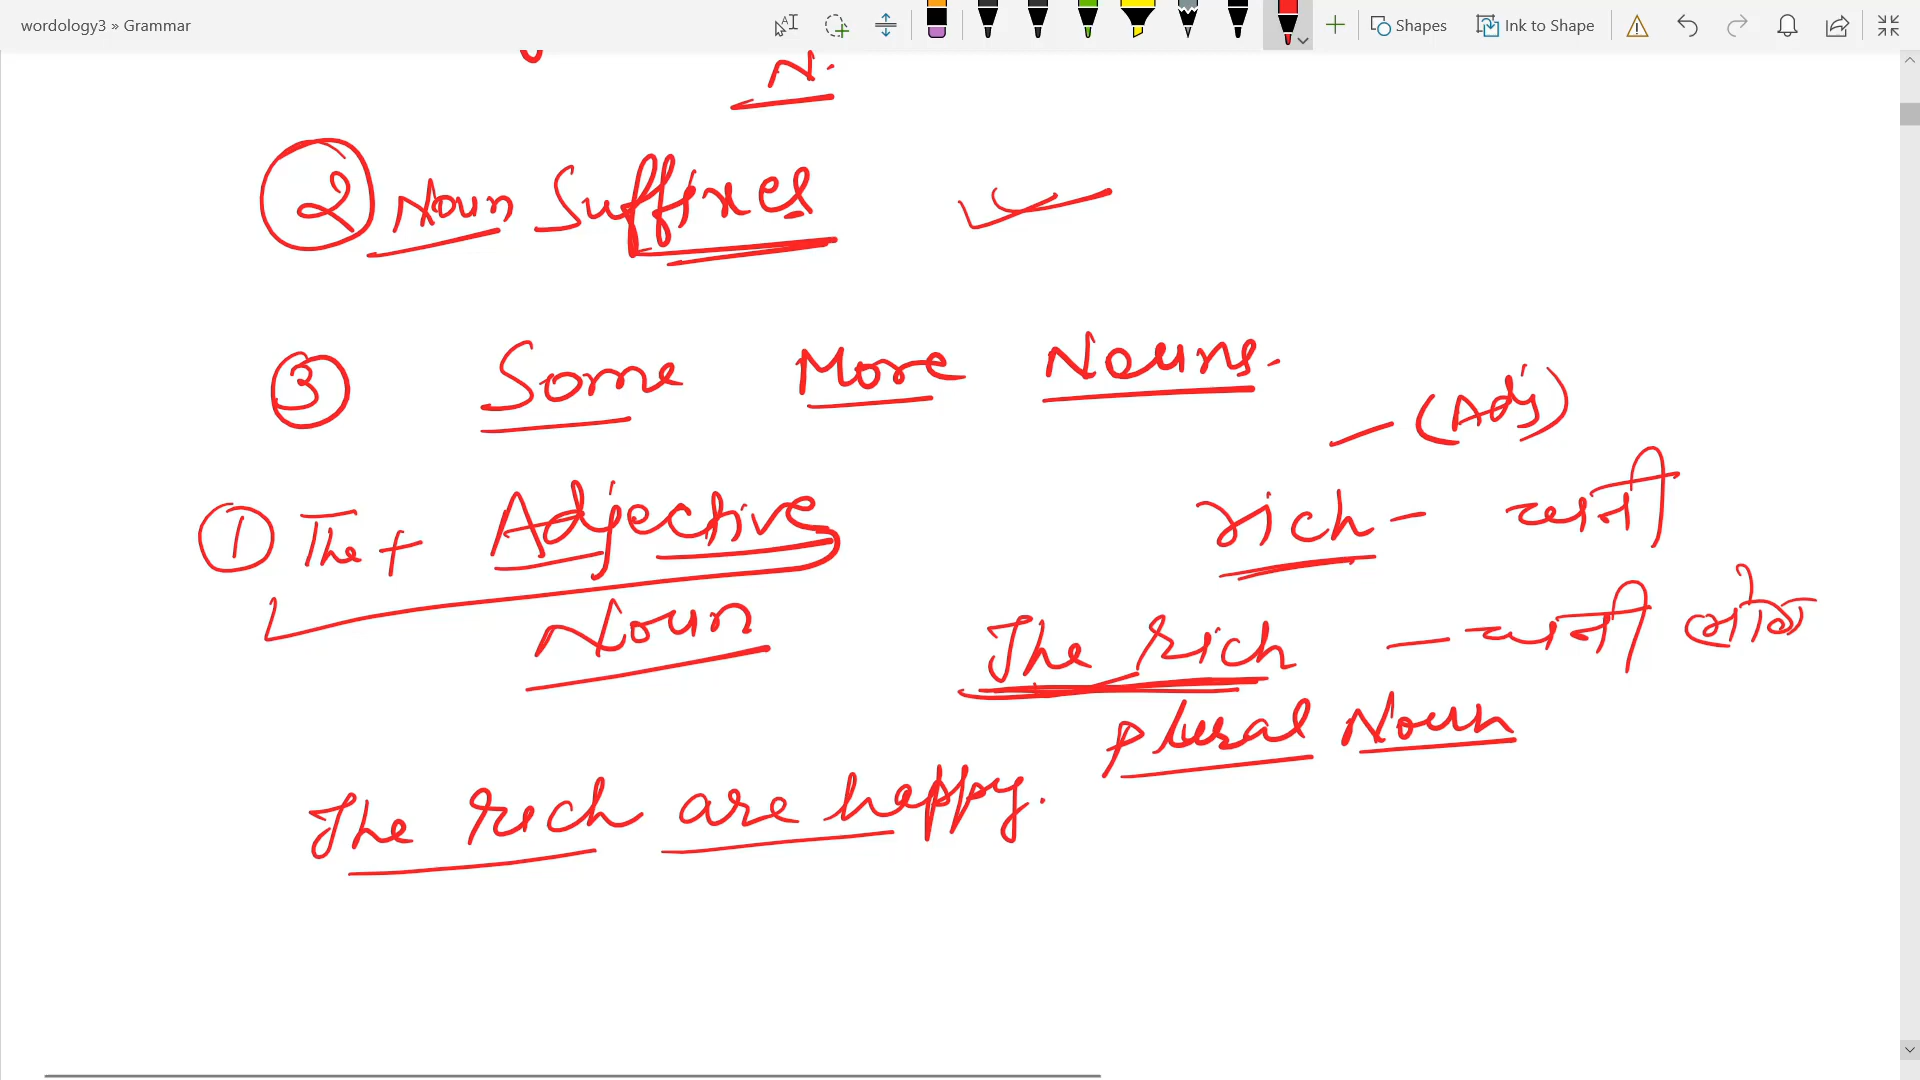 wordology3 » Grammar
Shapes
Ink to Shape
N.
2 Noun Suffixes
3 Some More Nouns.
- (Adj)
1 The + Adjective
rich - धनी
Noun
The rich - धनी लोग
plural Noun
The rich are happy.